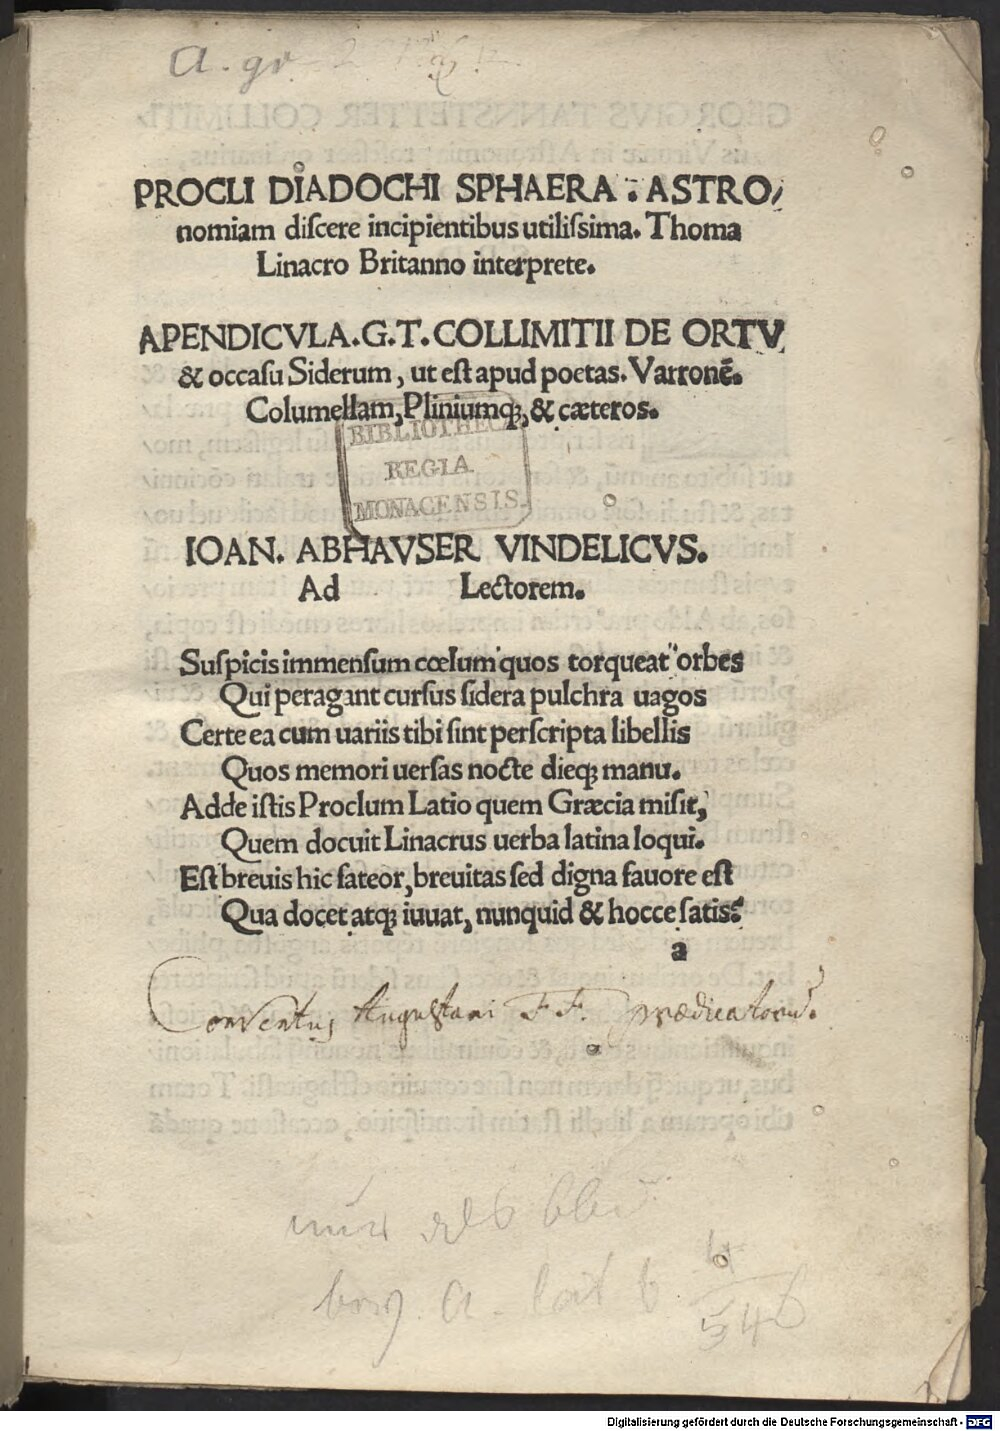 a. gr. 2
PROCLI DIADOCHI SPHAERA : ASTRO/
nomiam diſcere incipientibus utiliſsima. Thoma
Linacro Britanno interprete.
APENDICVLA. G. T. COLLIMITII DE ORTV
& occaſu Siderum, ut eſt apud poetas. Varronē.
Columellam, Pliniumq;, & cæteros.
BIBLIOTHECA
REGIA
MONACENSIS.
IOAN. ABHAVSER VINDELICVS.
Ad Lectorem.
Suſpicis immenſum cœlum quos torqueat orbes
Qui peragant curſus ſidera pulchra uagos
Certe ea cum uariis tibi ſint perſcripta libellis
Quos memori uerſas nocte dieq; manu.
Adde iſtis Proclum Latio quem Græcia miſit,
Quem docuit Linacrus uerba latina loqui.
Eſt breuis hic fateor, breuitas ſed digna fauore eſt
Qua docet atq; iuuat, nunquid & hocce ſatis?
a
Conventus Augustani F F. prædicatorũ.
Digitalisierung gefördert durch die Deutsche Forschungsgemeinschaft - DFG